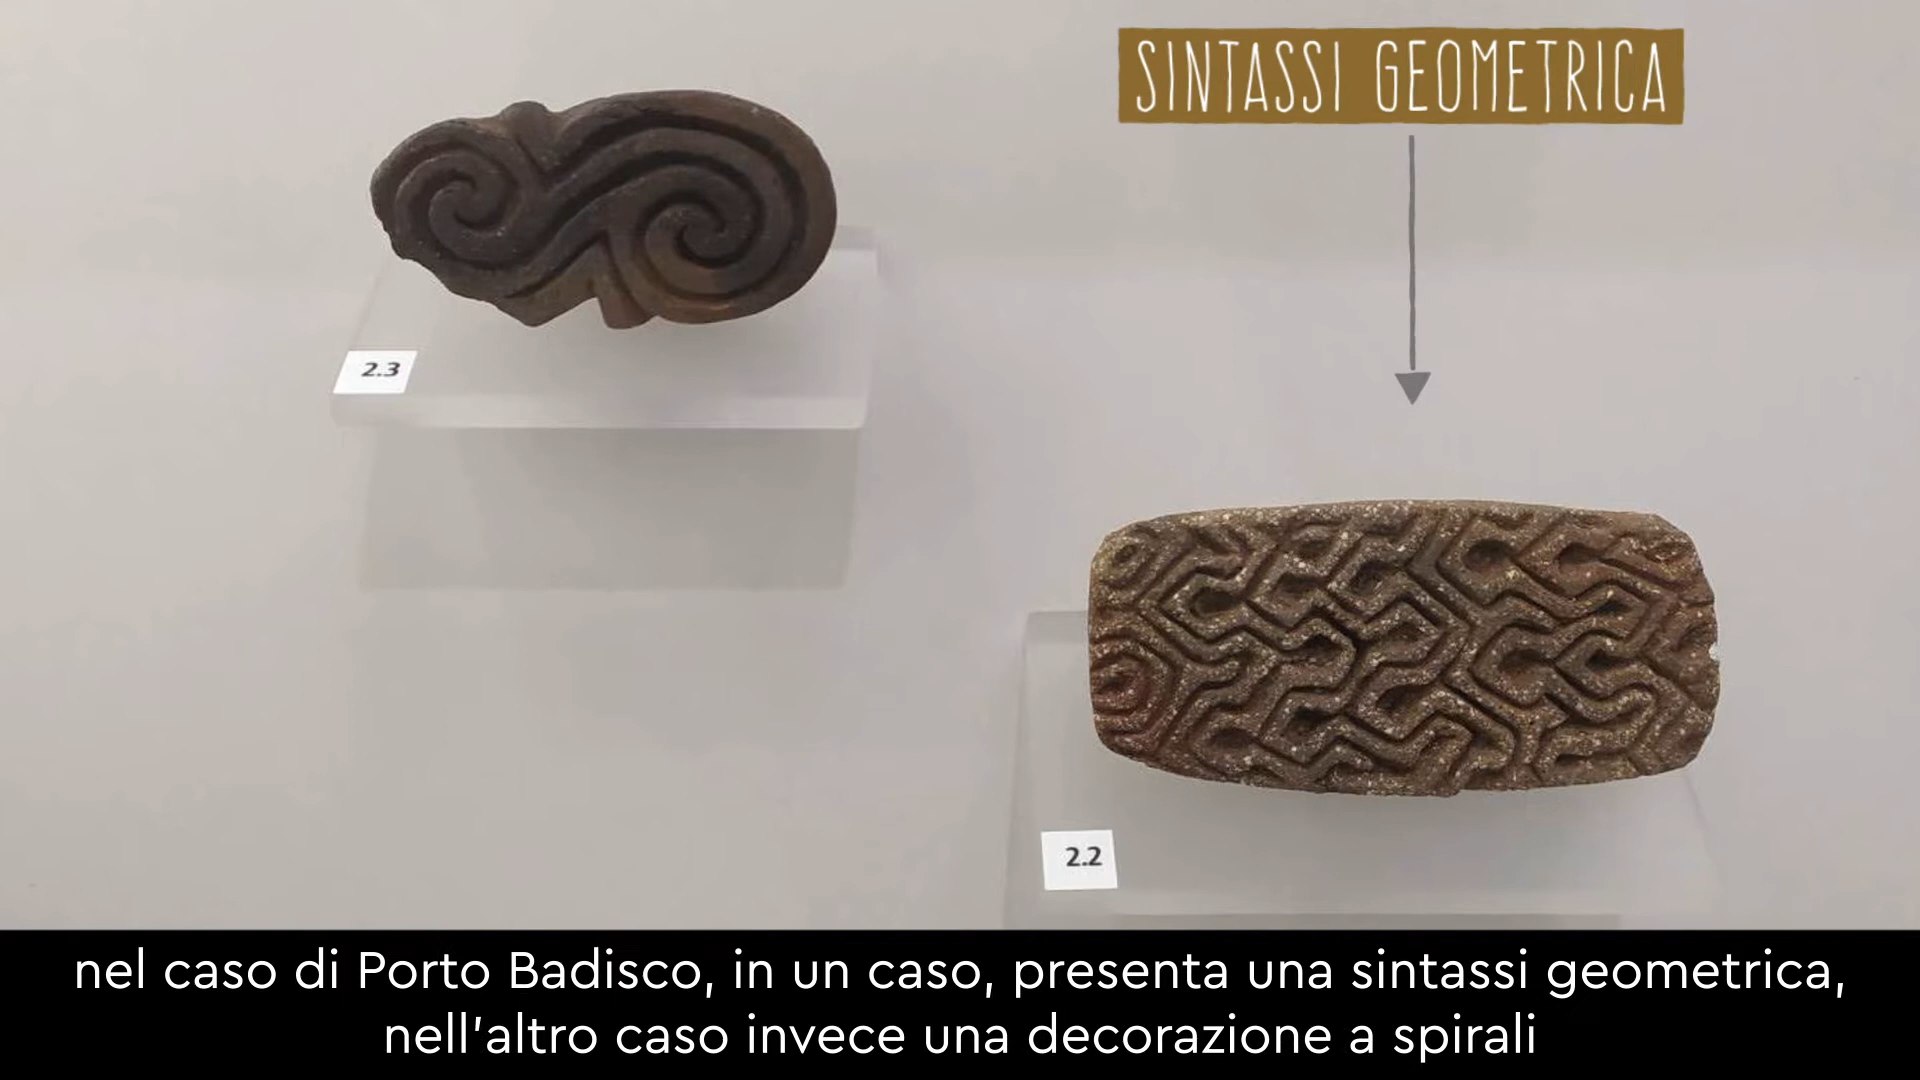 SINTASSI GEOMETRICA
2.3
2.2
nel caso di Porto Badisco, in un caso, presenta una sintassi geometrica,
nell'altro caso invece una decorazione a spirali